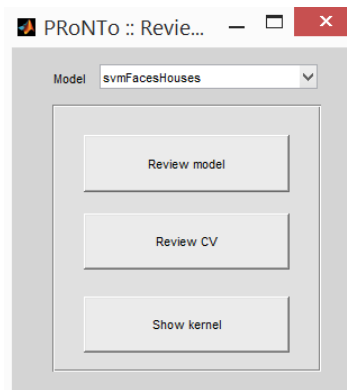 PRoNTo :: Revie...
Model svmFacesHouses
Review model
Review CV
Show kernel